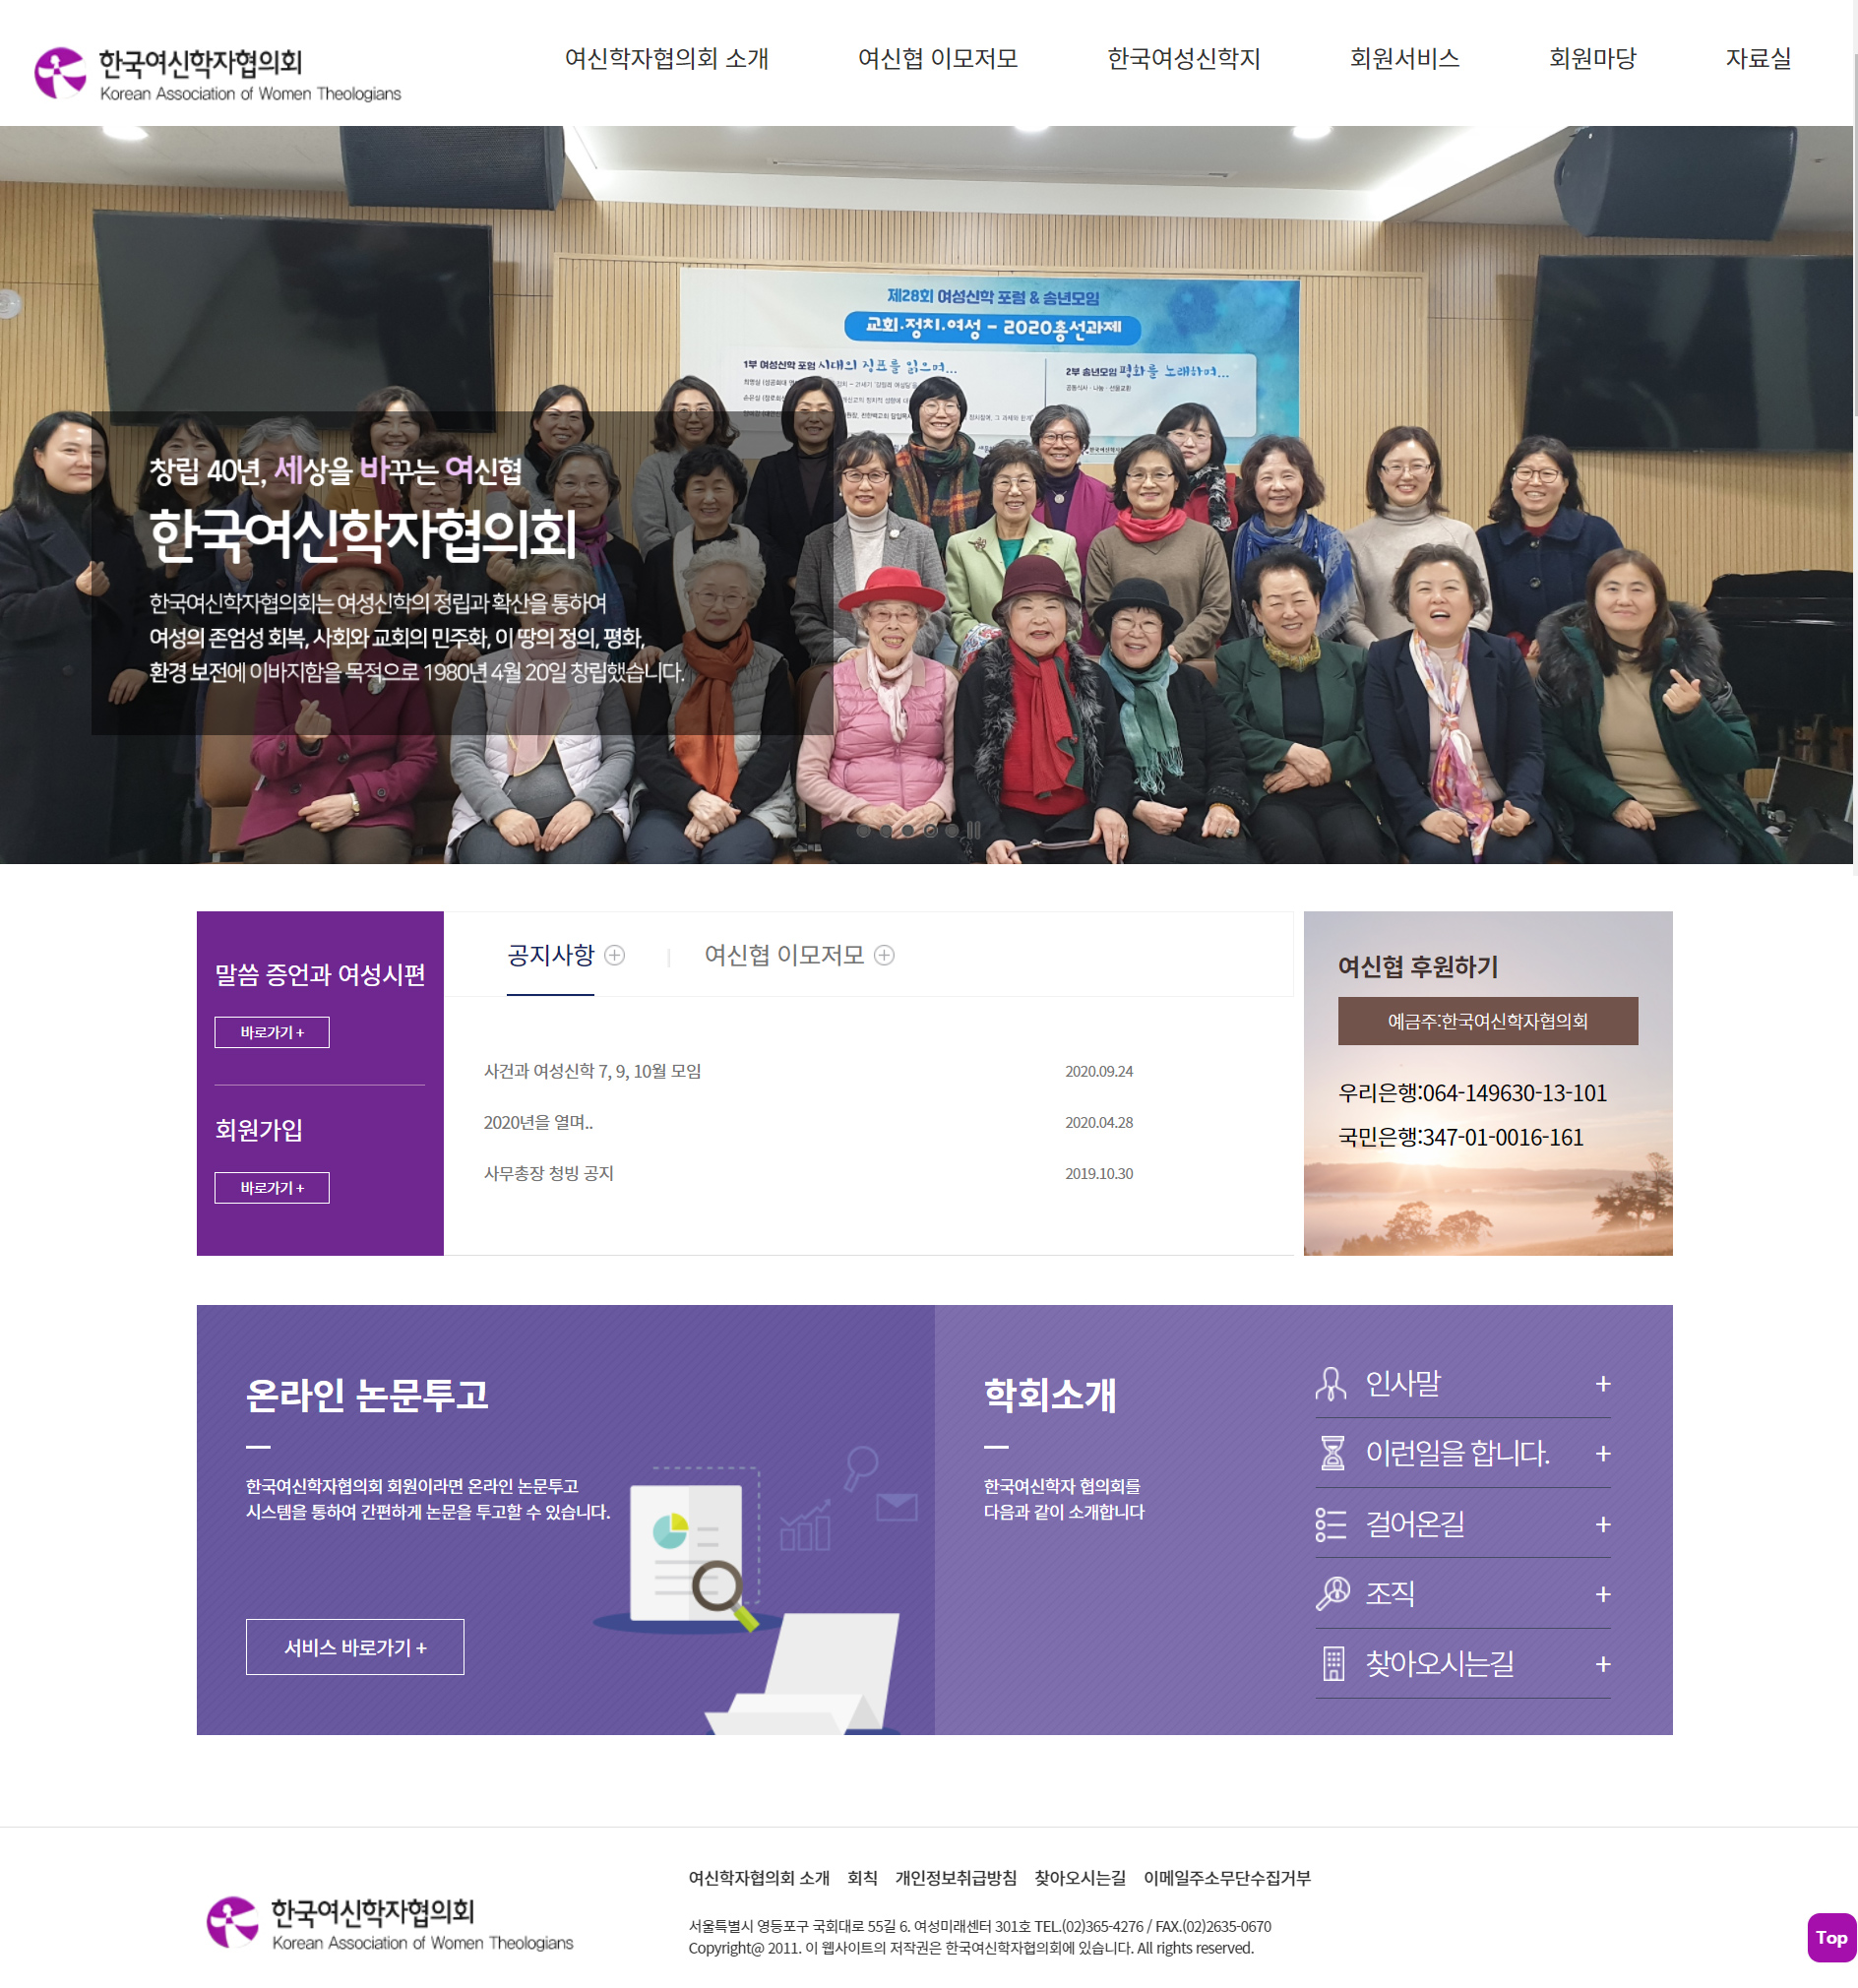 한국여신학자협의회
Korean Association of Women Theologians
여신학자협의회 소개
여신협 이모저모
한국여성신학지
회원서비스
회원마당
자료실
제28회 여성신학 포럼 & 송년모임
교회.정치.여성 - 2020총선과제
1부 여성신학 포럼 시대의 징표를 읽으며...
2부 송년모임 평화를 노래하며...
창립 40년, 세상을 바꾸는 여신협
한국여신학자협의회
한국여신학자협의회는 여성신학의 정립과 확산을 통하여
여성의 존엄성 회복, 사회와 교회의 민주화, 이 땅의 정의, 평화,
환경 보전에 이바지함을 목적으로 1980년 4월 20일 창립했습니다.
말씀 증언과 여성시편
바로가기 +
회원가입
바로가기 +
공지사항
여신협 이모저모
사건과 여성신학 7, 9, 10월 모임 2020.09.24
2020년을 열며.. 2020.04.28
사무총장 청빙 공지 2019.10.30
여신협 후원하기
예금주:한국여신학자협의회
우리은행:064-149630-13-101
국민은행:347-01-0016-161
온라인 논문투고
한국여신학자협의회 회원이라면 온라인 논문투고
시스템을 통하여 간편하게 논문을 투고할 수 있습니다.
서비스 바로가기 +
학회소개
한국여신학자 협의회를
다음과 같이 소개합니다
인사말 +
이런일을 합니다. +
걸어온길 +
조직 +
찾아오시는길 +
한국여신학자협의회
Korean Association of Women Theologians
여신학자협의회 소개 회칙 개인정보취급방침 찾아오시는길 이메일주소무단수집거부
서울특별시 영등포구 국회대로 55길 6. 여성미래센터 301호 TEL.(02)365-4276 / FAX.(02)2635-0670
Copyright@ 2011. 이 웹사이트의 저작권은 한국여신학자협의회에 있습니다. All rights reserved.
Top